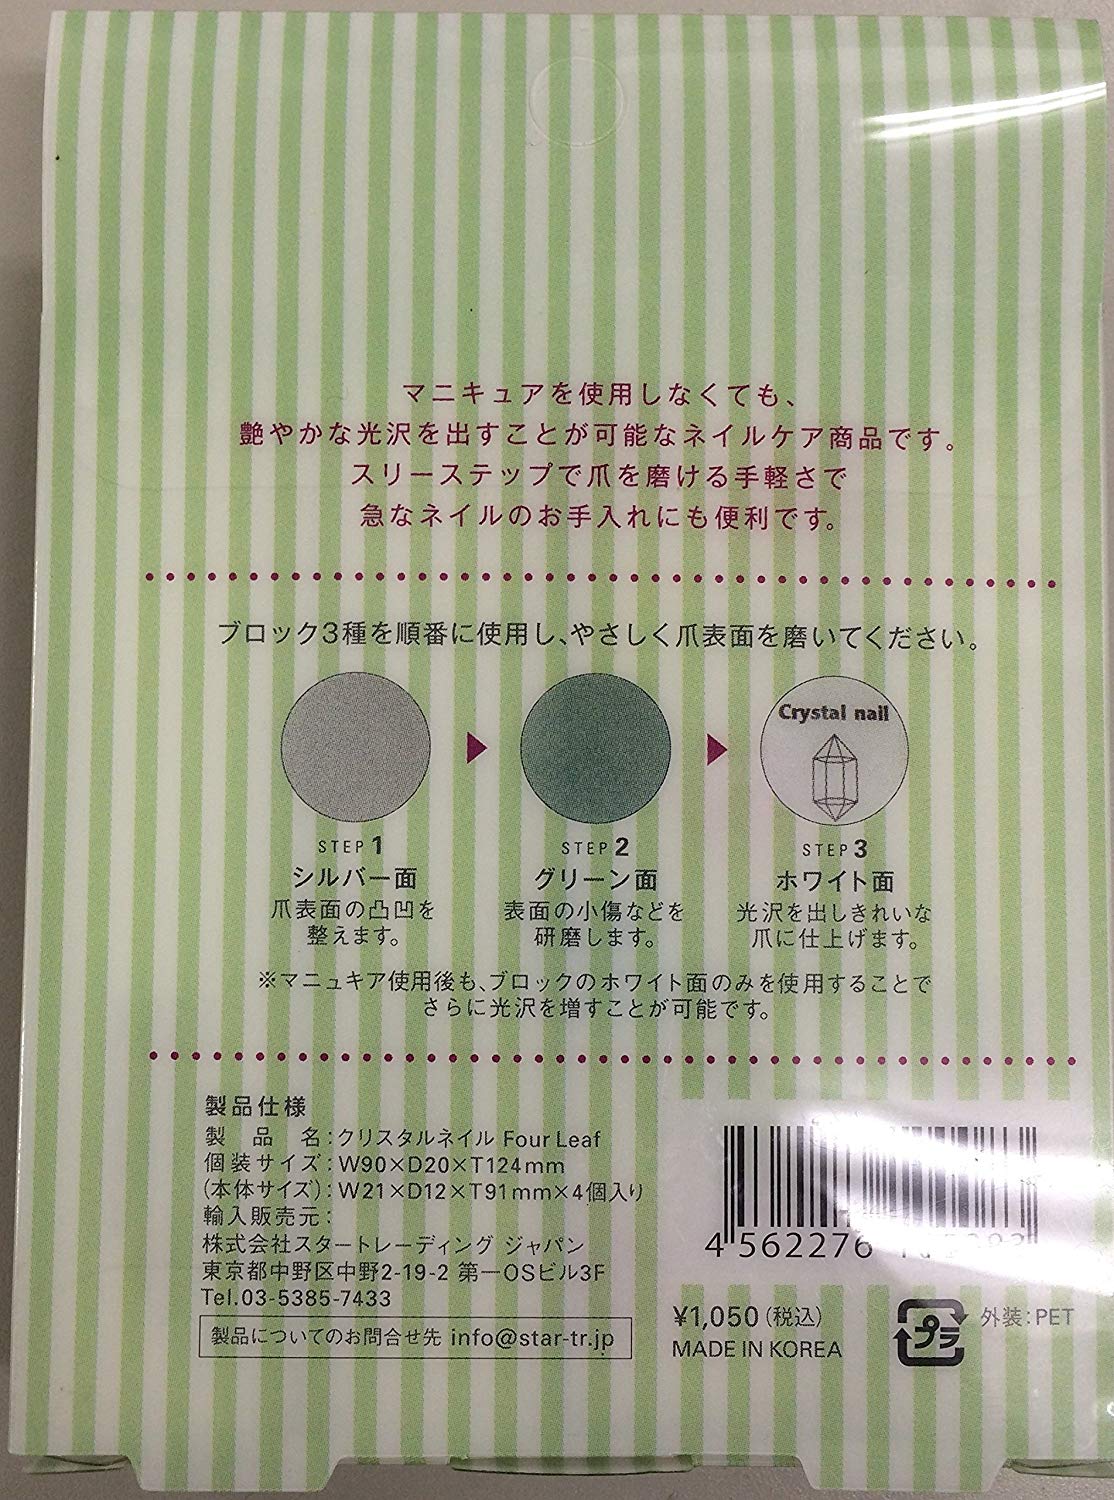 マニキュアを使用しなくても、
艶やかな光沢を出すことが可能なネイルケア商品です。
スリーステップで爪を磨ける手軽さで
急なネイルのお手入れにも便利です。
ブロック3種を順番に使用し、やさしく爪表面を磨いてください。
Crystal nail
STEP 1
シルバー面
爪表面の凸凹を
整えます。
STEP 2
グリーン面
表面の小傷などを
研磨します。
STEP 3
ホワイト面
光沢を出しきれいな
爪に仕上げます。
※マニュキア使用後も、ブロックのホワイト面のみを使用することで
さらに光沢を増すことが可能です。
製品仕様
製品名：クリスタルネイル Four Leaf
個装サイズ：W90×D20×T124mm
(本体サイズ)：W21×D12×T91mm×4個入り
輸入販売元：
株式会社スタートレーディング ジャパン
東京都中野区中野2-19-2 第一OSビル3F
Tel.03-5385-7433
製品についてのお問合せ先 info@star-tr.jp
4 562276
¥1,050 (税込)
MADE IN KOREA
プラ
外装：PET